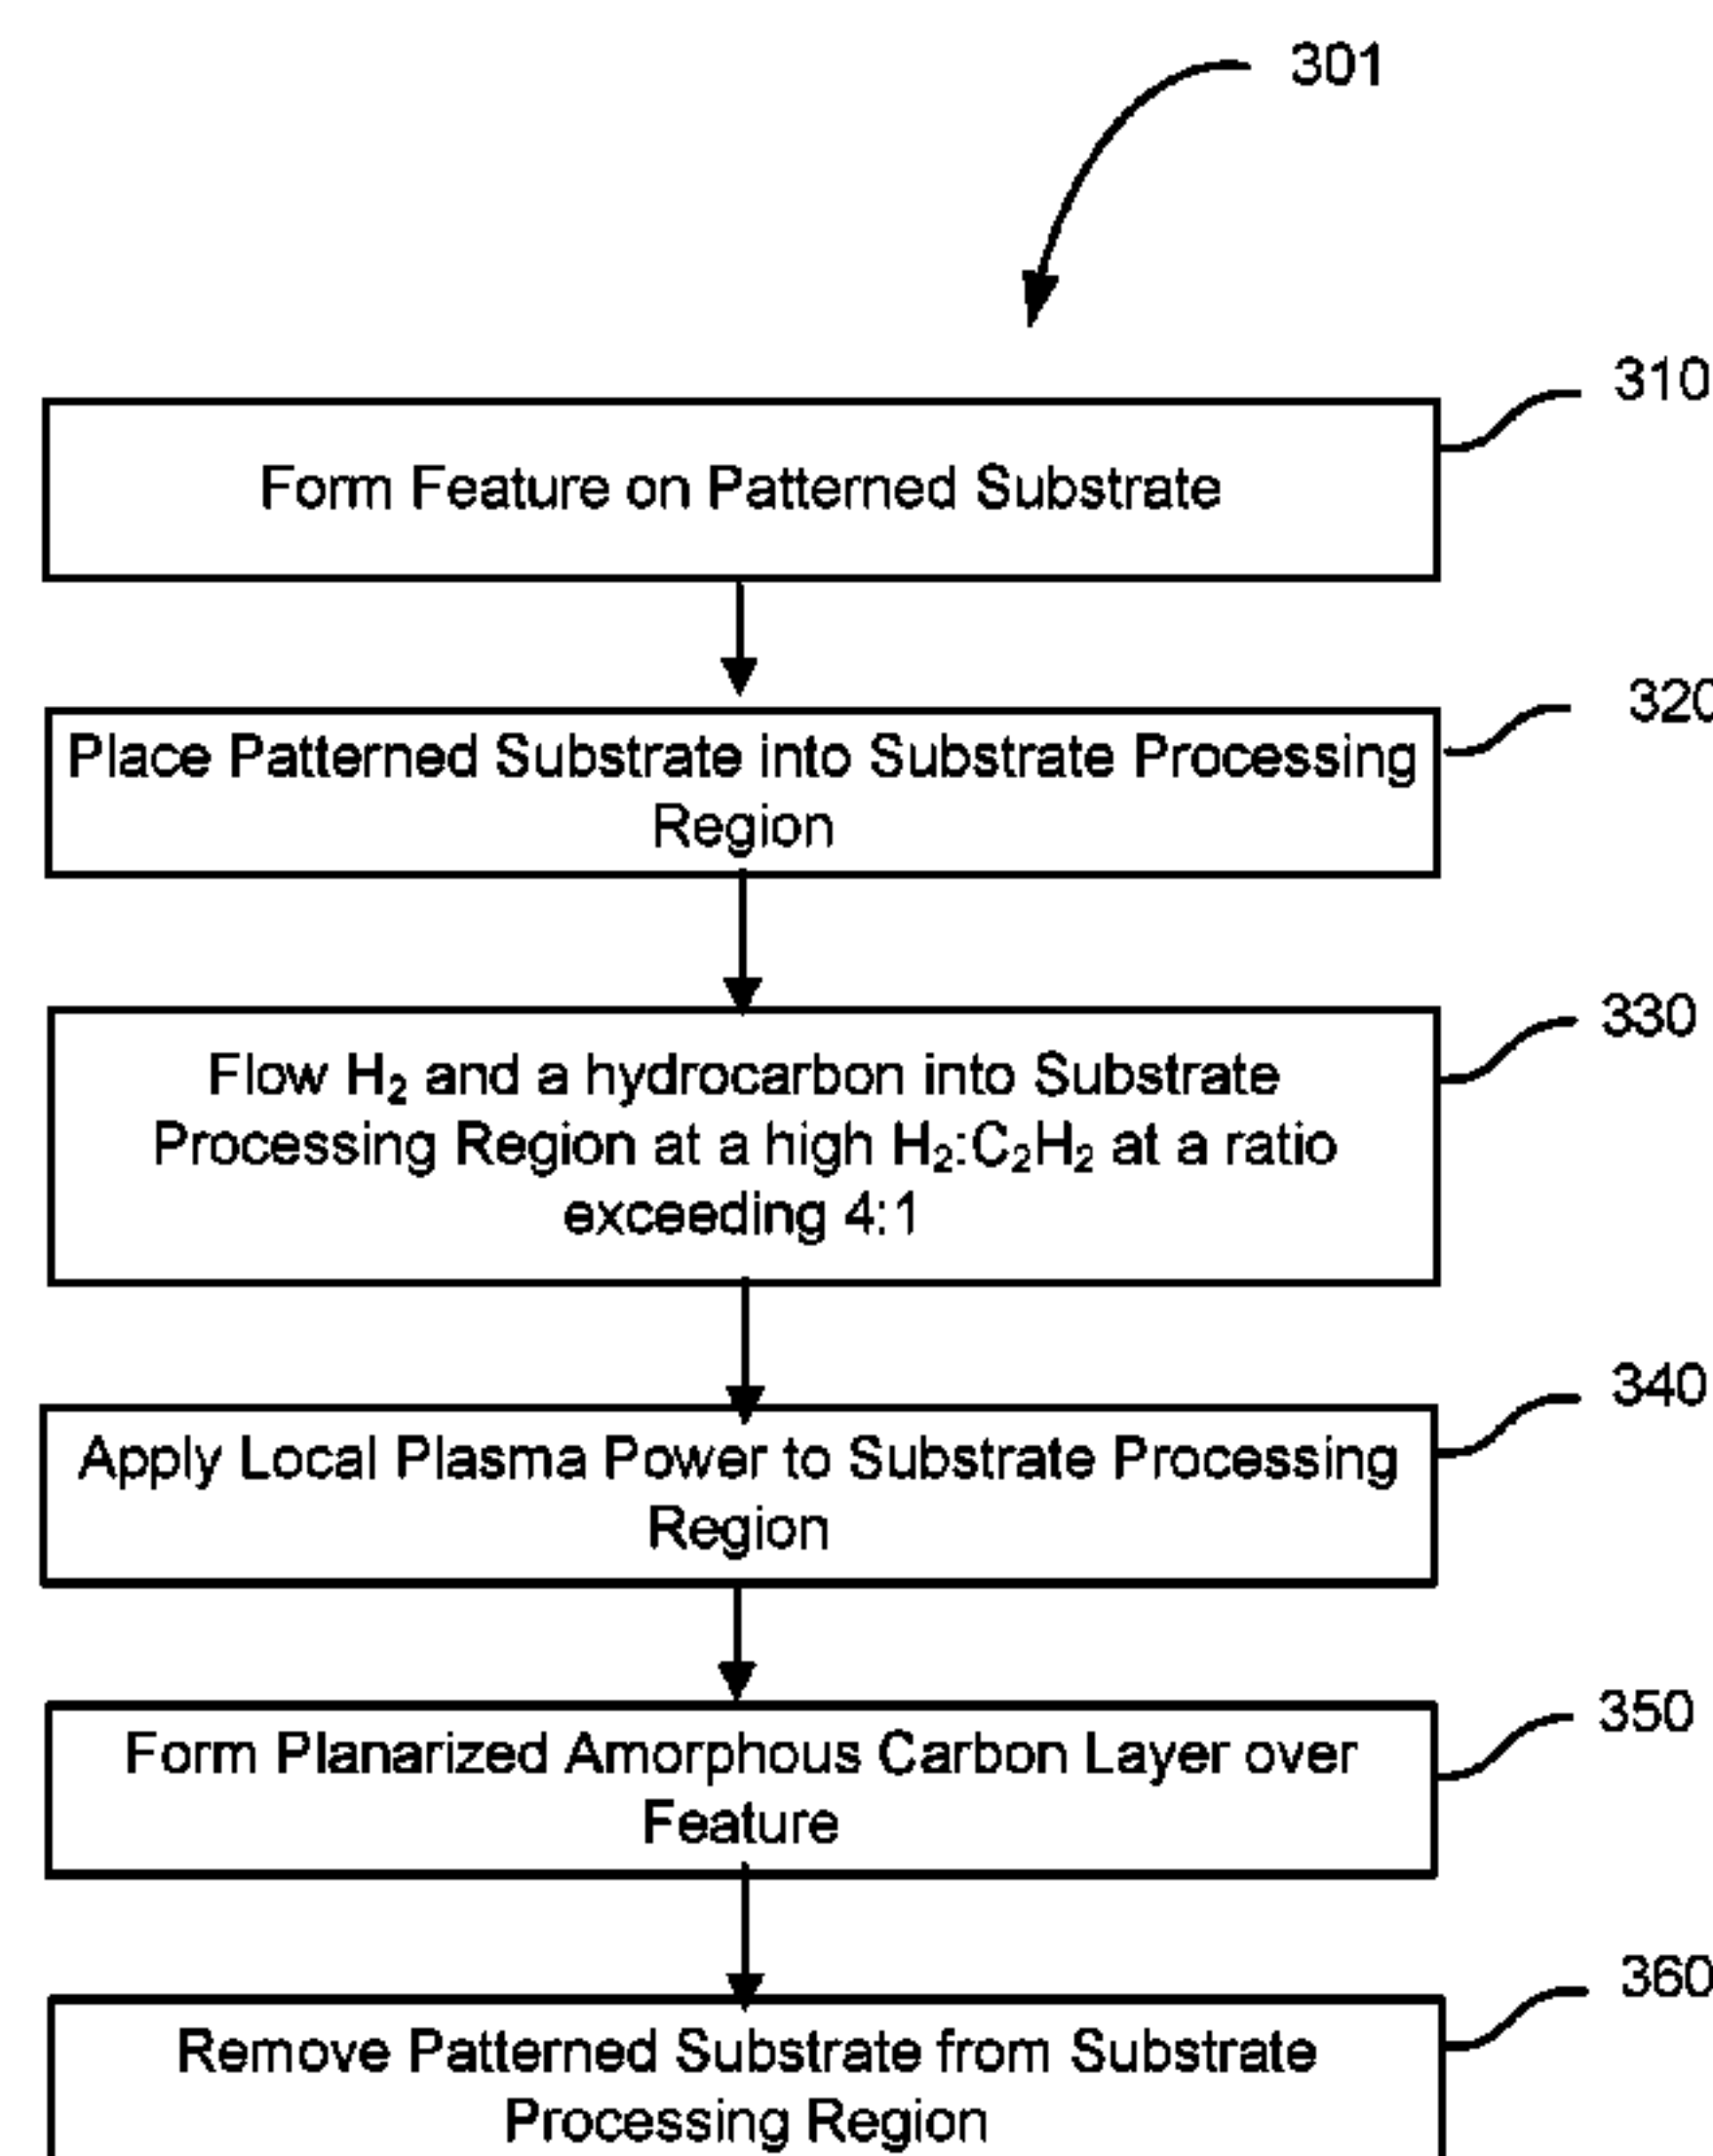 301
310
Form Feature on Patterned Substrate
320
Place Patterned Substrate into Substrate Processing
Region
330
Flow H₂ and a hydrocarbon into Substrate
Processing Region at a high H₂:C₂H₂ at a ratio
exceeding 4:1
340
Apply Local Plasma Power to Substrate Processing
Region
350
Form Planarized Amorphous Carbon Layer over
Feature
360
Remove Patterned Substrate from Substrate
Processing Region